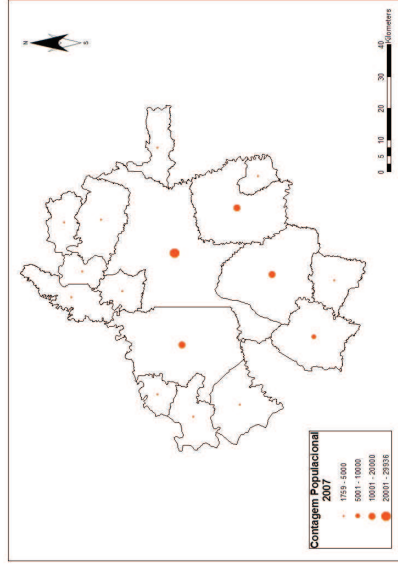 N
S
Contagem Populacional
2007
1759 - 5000
5001 - 10000
10001 - 20000
20001 - 29936
0 5 10 20 30 40
Kilometers